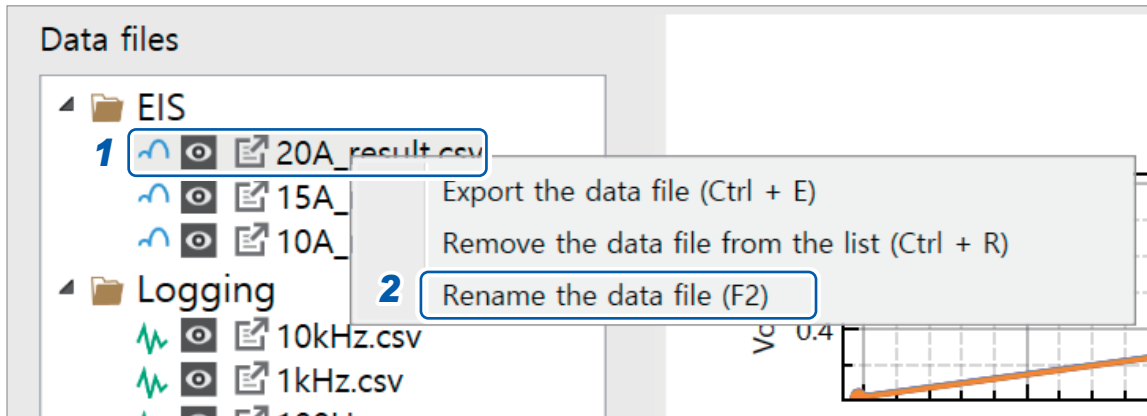 Data files
EIS
1
20A_result.csv
15A_
10A_
Export the data file (Ctrl + E)
Remove the data file from the list (Ctrl + R)
2
Rename the data file (F2)
Logging
10kHz.csv
1kHz.csv
0.4